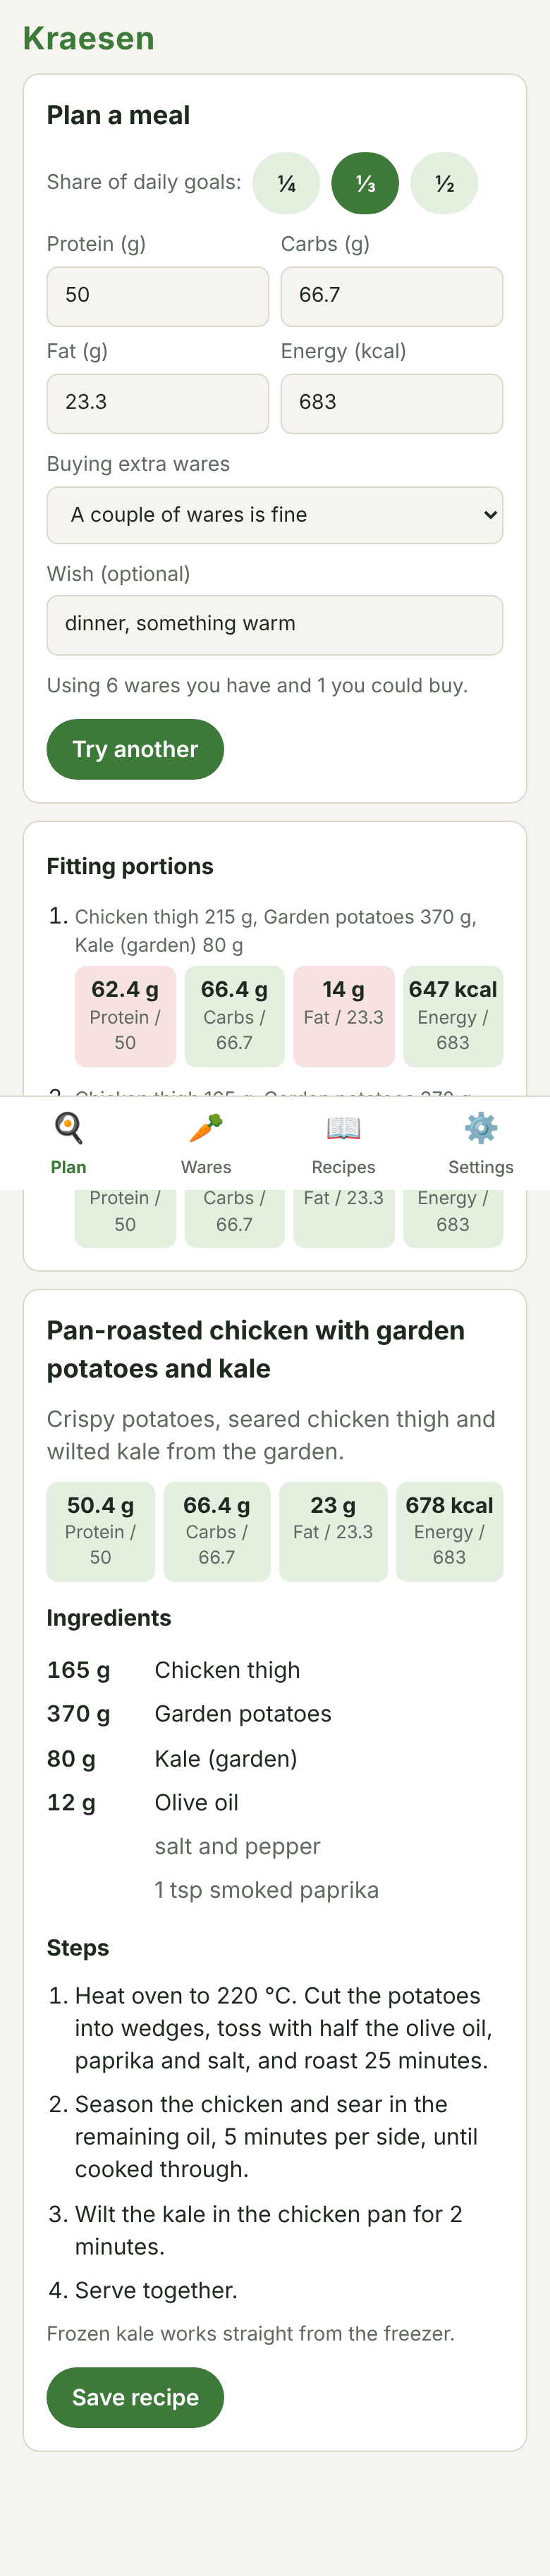 Kraesen
Plan a meal
Share of daily goals: ¼ ⅓ ½
Protein (g) Carbs (g)
50 66.7
Fat (g) Energy (kcal)
23.3 683
Buying extra wares
A couple of wares is fine
Wish (optional)
dinner, something warm
Using 6 wares you have and 1 you could buy.
Try another
Fitting portions
1. Chicken thigh 215 g, Garden potatoes 370 g,
Kale (garden) 80 g
62.4 g 66.4 g 14 g 647 kcal
Protein / Carbs / Fat / 23.3 Energy /
50 66.7 683
2. Chicken thigh 165 g, Garden potatoes 370 g,
Plan Wares Recipes Settings
Protein / Carbs / Fat / 23.3 Energy /
50 66.7 683
Pan-roasted chicken with garden
potatoes and kale
Crispy potatoes, seared chicken thigh and
wilted kale from the garden.
50.4 g 66.4 g 23 g 678 kcal
Protein / Carbs / Fat / 23.3 Energy /
50 66.7 683
Ingredients
165 g Chicken thigh
370 g Garden potatoes
80 g Kale (garden)
12 g Olive oil
salt and pepper
1 tsp smoked paprika
Steps
1. Heat oven to 220 °C. Cut the potatoes
into wedges, toss with half the olive oil,
paprika and salt, and roast 25 minutes.
2. Season the chicken and sear in the
remaining oil, 5 minutes per side, until
cooked through.
3. Wilt the kale in the chicken pan for 2
minutes.
4. Serve together.
Frozen kale works straight from the freezer.
Save recipe